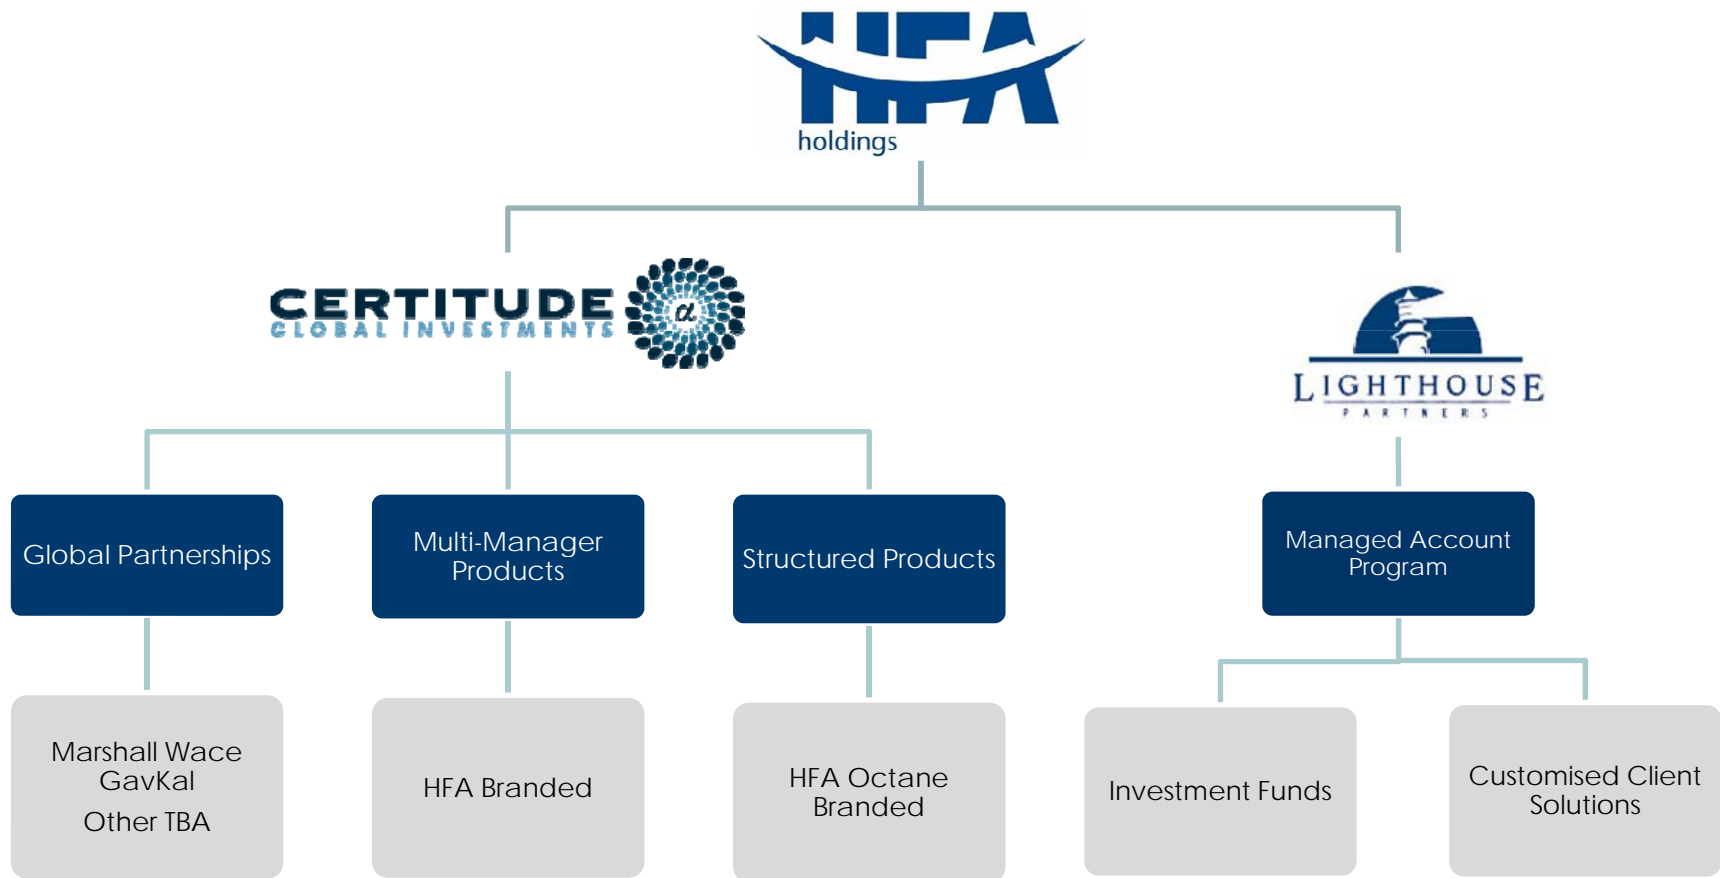 HFA
holdings
CERTITUDE
GLOBAL INVESTMENTS
α
LIGHTHOUSE
PARTNERS
Global Partnerships
Multi-Manager
Products
Structured Products
Managed Account
Program
Marshall Wace
GavKal
Other TBA
HFA Branded
HFA Octane
Branded
Investment Funds
Customised Client
Solutions